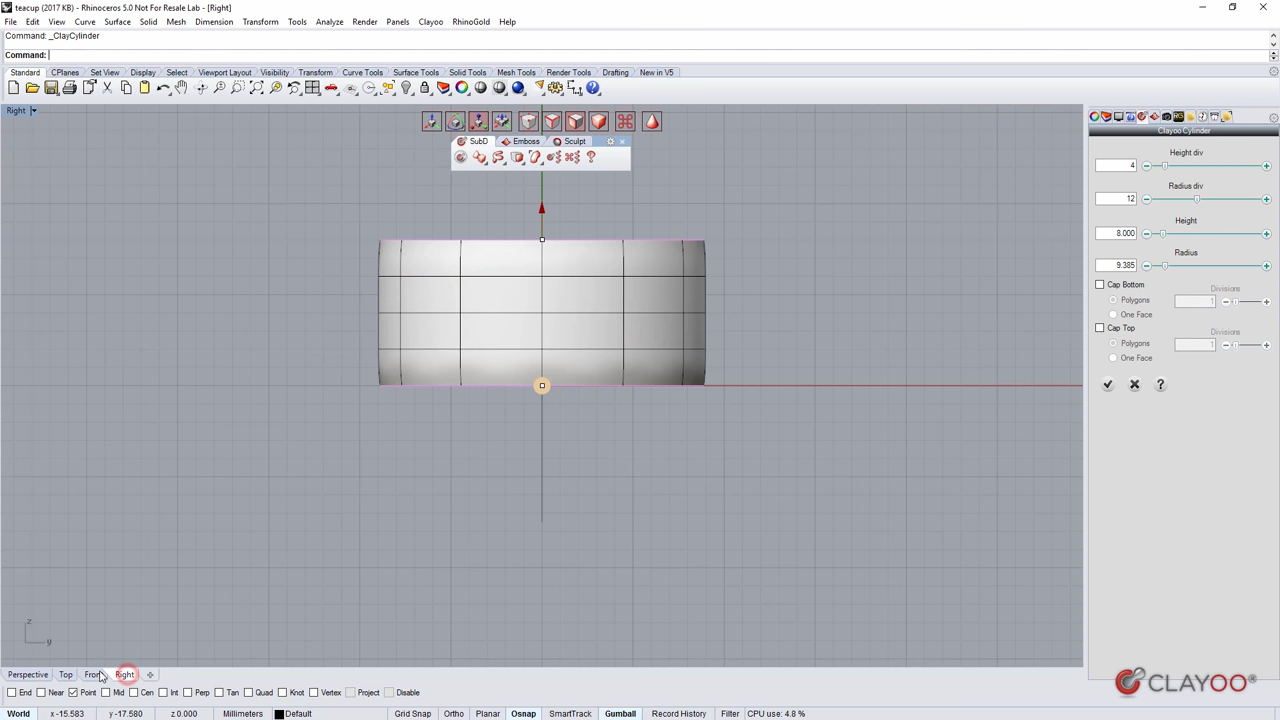 teacup (2017 KB) - Rhinoceros 5.0 Not For Resale Lab - [Right]
File Edit View Curve Surface Solid Mesh Dimension Transform Tools Analyze Render Panels Clayoo RhinoGold Help
Command: _ClayCylinder
Command:
Standard CPlanes Set View Display Select Viewport Layout Visibility Transform Curve Tools Surface Tools Solid Tools Mesh Tools Render Tools Drafting New in V5
Right
SubD Emboss Sculpt
Clayoo Cylinder
Height div
4
Radius div
12
Height
8.000
Radius
9.385
Cap Bottom Divisions
Polygons 1
One Face
Cap Top Divisions
Polygons 1
One Face
z
y
Perspective Top Front Right
End Near Point Mid Cen Int Perp Tan Quad Knot Vertex Project Disable
CLAYOO
World x -15.583 y -17.580 z 0.000 Millimeters Default Grid Snap Ortho Planar Osnap SmartTrack Gumball Record History Filter CPU use: 4.8 %